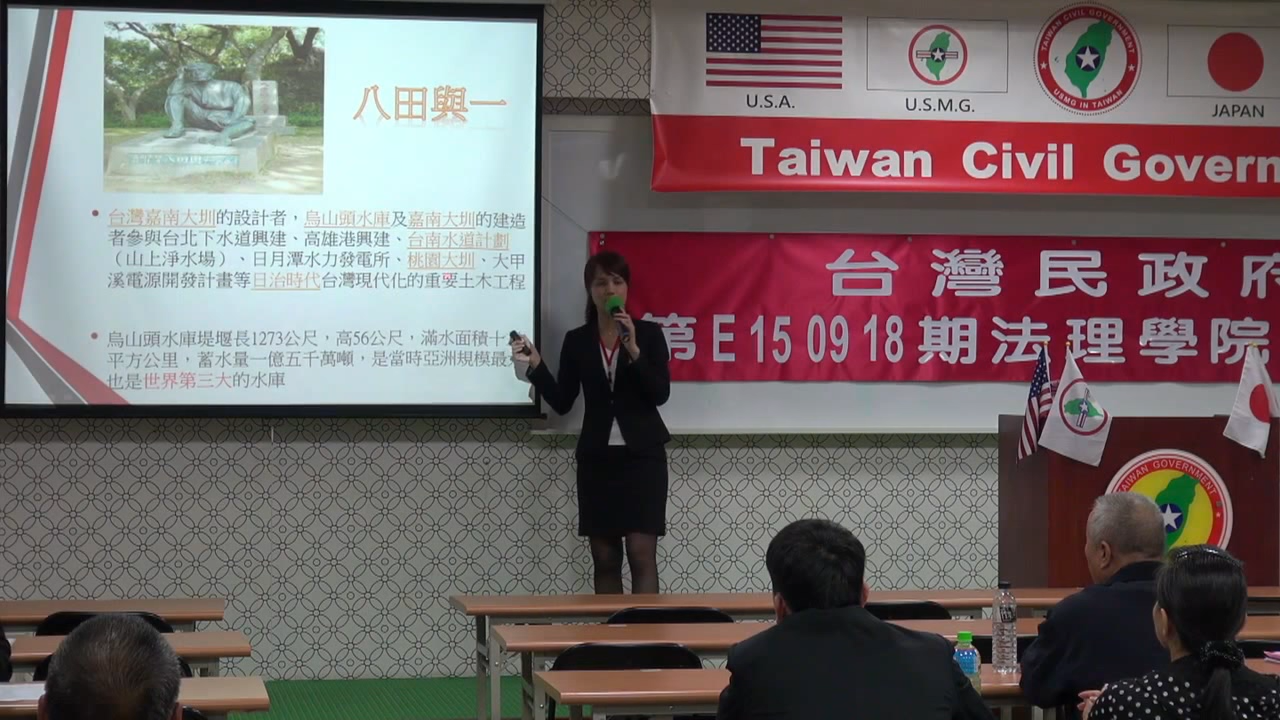 八田與一
台灣嘉南大圳的設計者，烏山頭水庫及嘉南大圳的建造
者參與台北下水道興建、高雄港興建、台南水道計劃
（山上淨水場）、日月潭水力發電所、桃園大圳、大甲
溪電源開發計畫等日治時代台灣現代化的重要土木工程
烏山頭水庫堤堰長1273公尺，高56公尺，滿水面積十
平方公里，蓄水量一億五千萬噸，是當時亞洲規模最
也是世界第三大的水庫
U.S.A.
U.S.M.G.
TAIWAN CIVIL GOVERNMENT
USMG IN TAIWAN
JAPAN
Taiwan Civil Govern
台灣民政府
第E 15 09 18期法理學院
TAIWAN GOVERNMENT